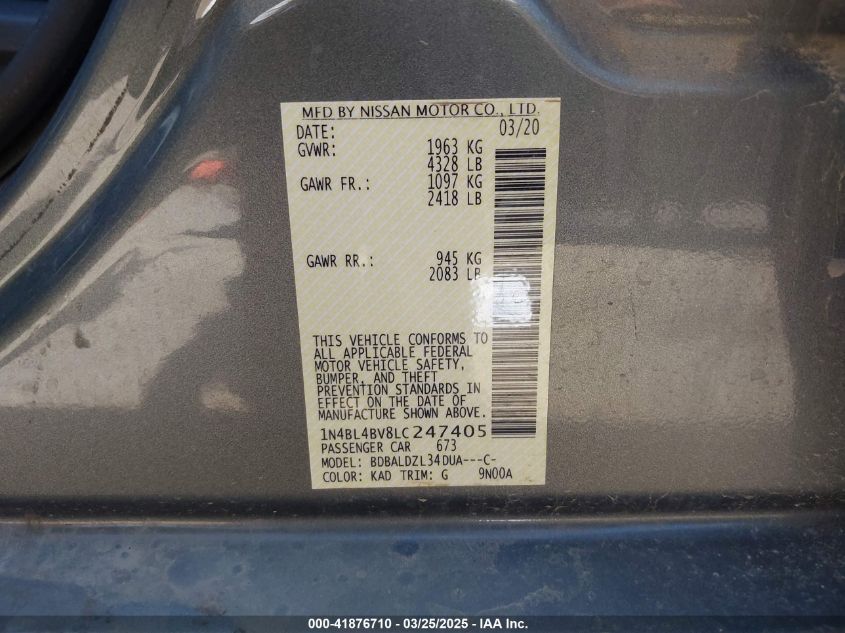 MFD BY NISSAN MOTOR CO., LTD.
DATE: 03/20
GVWR: 1963 KG
4328 LB
GAWR FR.: 1097 KG
2418 LB
GAWR RR.: 945 KG
2083 LB
THIS VEHICLE CONFORMS TO
ALL APPLICABLE FEDERAL
MOTOR VEHICLE SAFETY,
BUMPER, AND THEFT
PREVENTION STANDARDS IN
EFFECT ON THE DATE OF
MANUFACTURE SHOWN ABOVE.
1N4BL4BV8LC247405
PASSENGER CAR 673
MODEL: BDBALDZL34DUA---C-
COLOR: KAD TRIM: G 9N00A
000-41876710 - 03/25/2025 - IAA Inc.